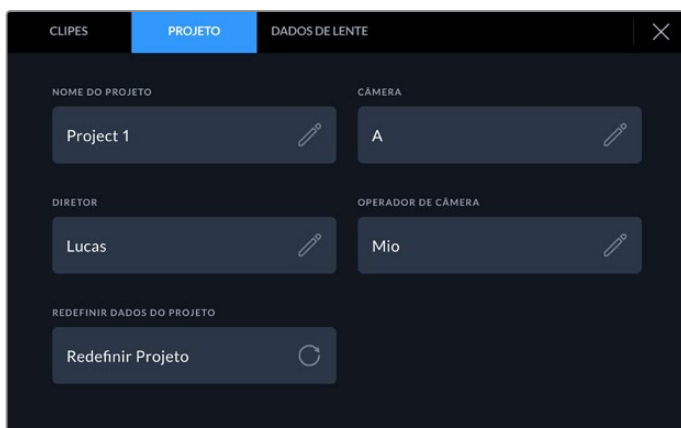 CLIPES PROJETO DADOS DE LENTE
NOME DO PROJETO CÂMERA
Project 1 A
DIRETOR OPERADOR DE CÂMERA
Lucas Mio
REDEFINIR DADOS DO PROJETO
Redefinir Projeto